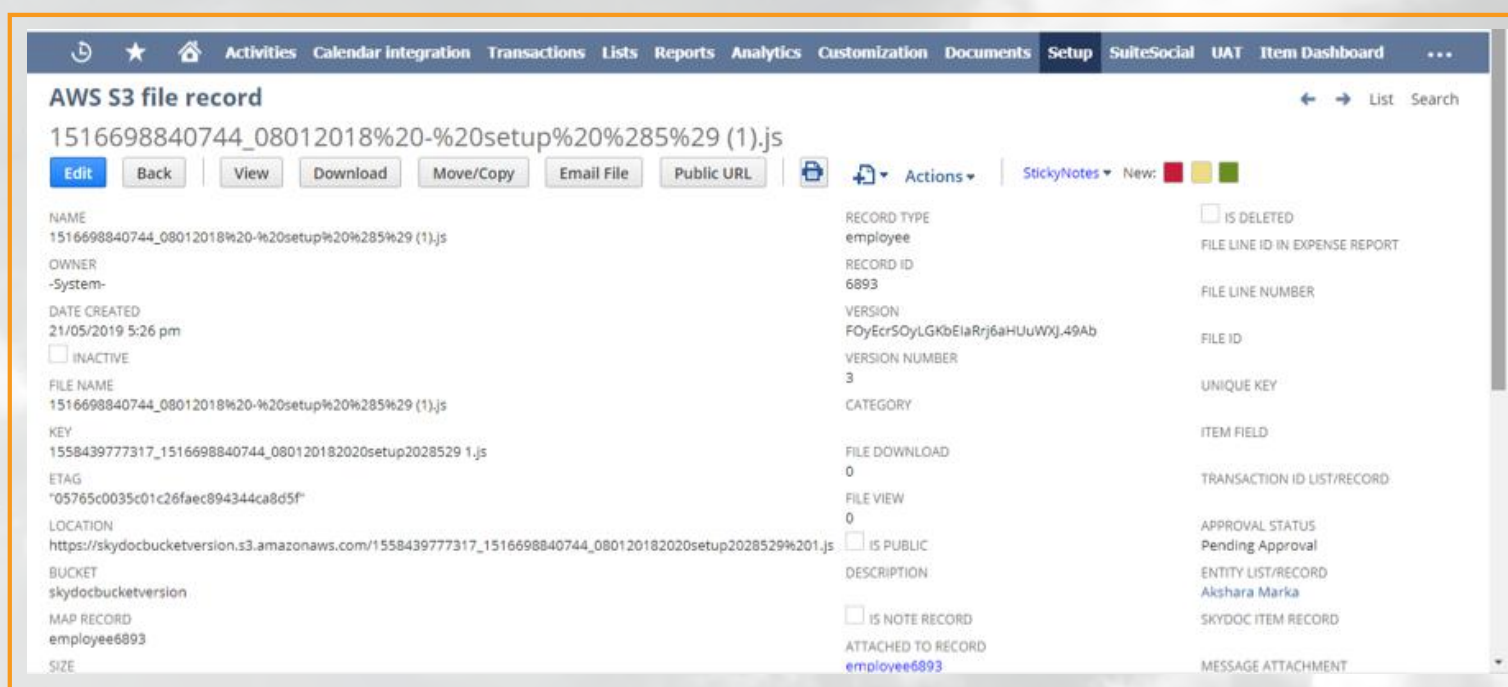 Activities Calendar integration Transactions Lists Reports Analytics Customization Documents Setup SuiteSocial UAT Item Dashboard ...
AWS S3 file record
List Search
1516698840744_08012018%20-%20setup%20%285%29 (1).js
Edit Back View Download Move/Copy Email File Public URL Actions StickyNotes New:
NAME
1516698840744_08012018%20-%20setup%20%285%29 (1).js
OWNER
-System-
DATE CREATED
21/05/2019 5:26 pm
INACTIVE
FILE NAME
1516698840744_08012018%20-%20setup%20%285%29 (1).js
KEY
1558439777317_1516698840744_080120182020setup2028529 1.js
ETAG
"05765c0035c01c26faec894344ca8d5f"
LOCATION
https://skydocbucketversion.s3.amazonaws.com/1558439777317_1516698840744_080120182020setup2028529%201.js
BUCKET
skydocbucketversion
MAP RECORD
employee6893
SIZE
RECORD TYPE
employee
RECORD ID
6893
VERSION
FOyEcrSOyLGKbEIaRrj6aHUuWXJ.49Ab
VERSION NUMBER
3
CATEGORY
FILE DOWNLOAD
0
FILE VIEW
0
IS PUBLIC
DESCRIPTION
IS NOTE RECORD
ATTACHED TO RECORD
employee6893
IS DELETED
FILE LINE ID IN EXPENSE REPORT
FILE LINE NUMBER
FILE ID
UNIQUE KEY
ITEM FIELD
TRANSACTION ID LIST/RECORD
APPROVAL STATUS
Pending Approval
ENTITY LIST/RECORD
Akshara Marka
SKYDOC ITEM RECORD
MESSAGE ATTACHMENT